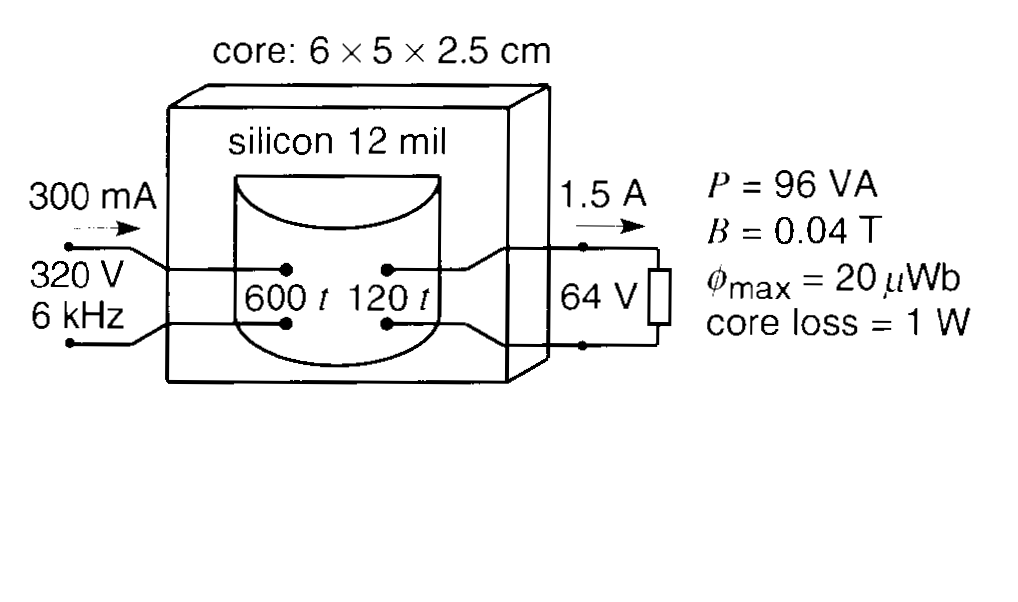 core: 6 × 5 × 2.5 cm
silicon 12 mil
300 mA
320 V
6 kHz
600 t 120 t
1.5 A
64 V
P = 96 VA
B = 0.04 T
ϕmax = 20 μWb
core loss = 1 W